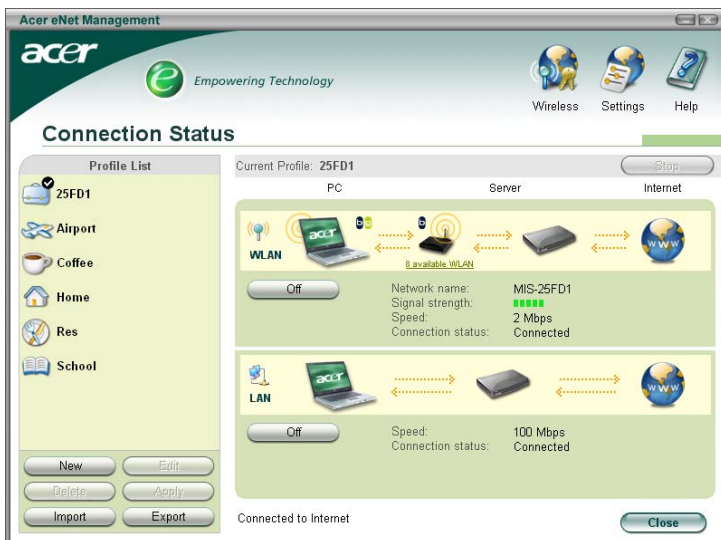 Acer eNet Management
acer
e
Empowering Technology
Wireless
Settings
Help
Connection Status
Profile List
25FD1
Airport
Coffee
Home
Res
School
New
Edit
Delete
Apply
Import
Export
Current Profile: 25FD1
Stop
PC
Server
Internet
WLAN
acer
b g
b
8 available WLAN
www
Off
Network name: MIS-25FD1
Signal strength:
Speed: 2 Mbps
Connection status: Connected
LAN
acer
www
Off
Speed: 100 Mbps
Connection status: Connected
Connected to Internet
Close